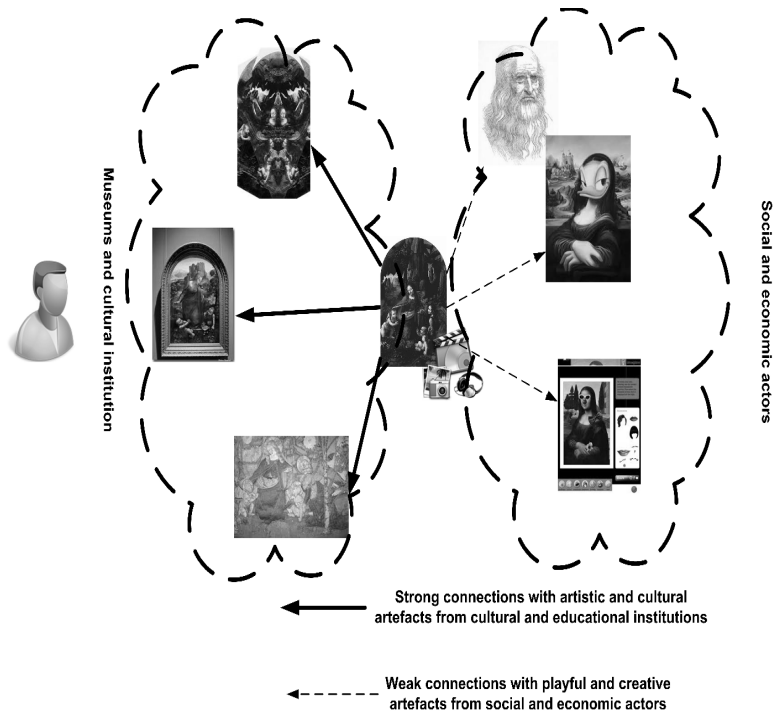 Museums and cultural institution
Social and economic actors
Strong connections with artistic and cultural
artefacts from cultural and educational institutions
Weak connections with playful and creative
artefacts from social and economic actors